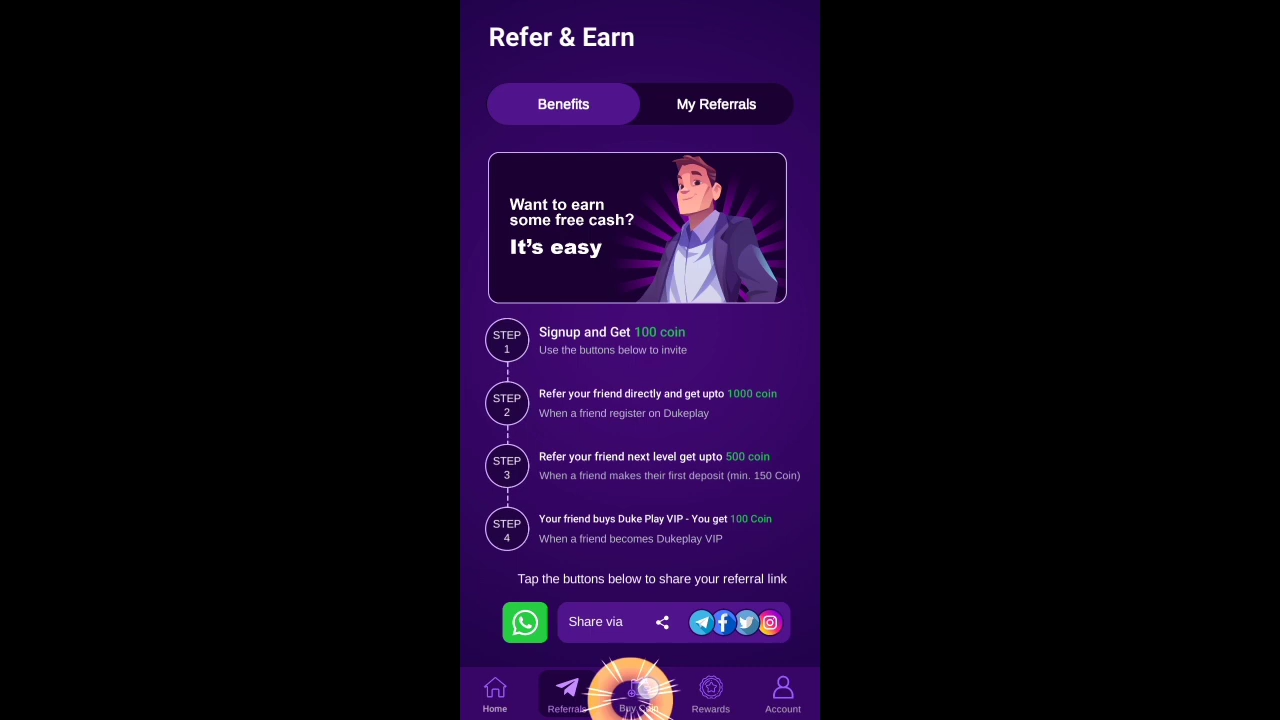 Refer & Earn
Benefits
My Referrals
Want to earn
some free cash?
It's easy
STEP
1
Signup and Get 100 coin
Use the buttons below to invite
STEP
2
Refer your friend directly and get upto 1000 coin
When a friend register on Dukeplay
STEP
3
Refer your friend next level get upto 500 coin
When a friend makes their first deposit (min. 150 Coin)
STEP
4
Your friend buys Duke Play VIP - You get 100 Coin
When a friend becomes Dukeplay VIP
Tap the buttons below to share your referral link
Share via
Home
Referrals
Buy Coin
Rewards
Account